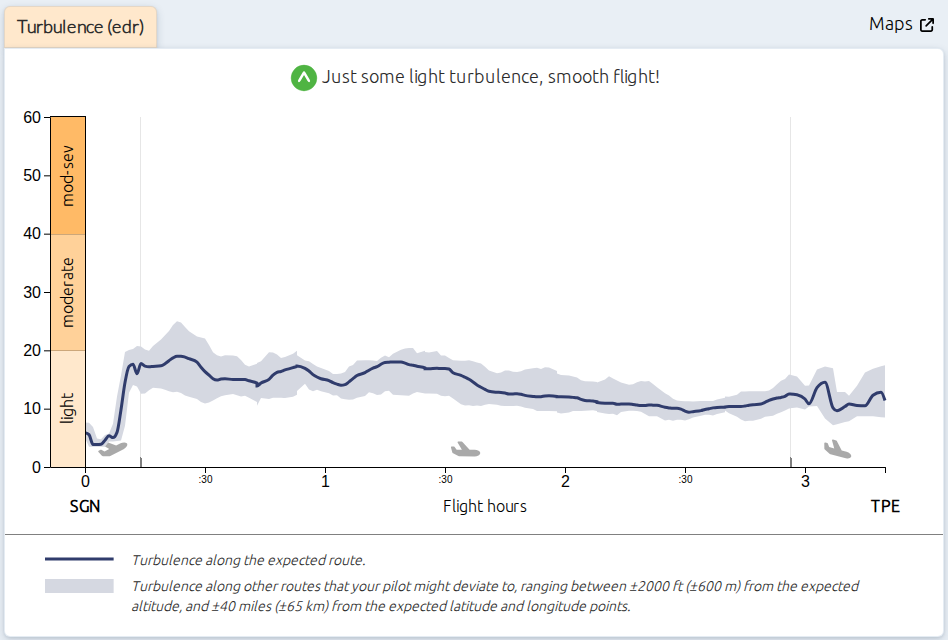 Turbulence (edr)
Maps
Just some light turbulence, smooth flight!
60
50
40
30
20
10
0
mod-sev
moderate
light
0
:30
1
:30
2
:30
3
SGN
Flight hours
TPE
Turbulence along the expected route.
Turbulence along other routes that your pilot might deviate to, ranging between ±2000 ft (±600 m) from the expected
altitude, and ±40 miles (±65 km) from the expected latitude and longitude points.